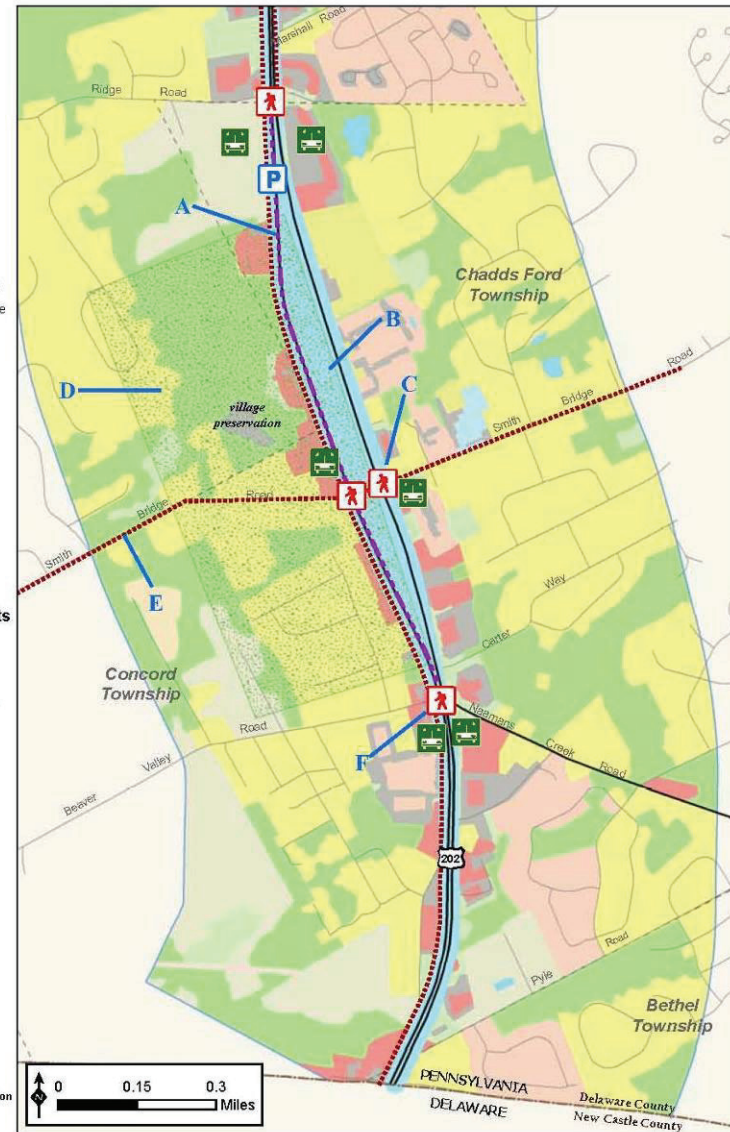 Marshall Road
Ridge Road
P
A
Chadds Ford
Township
B
C
D
village
preservation
Smith Bridge Road
Smith Bridge Road
E
ts
Concord
Township
Carter Way
F
Beaver Valley Road
Naamans Creek Road
202
Pyle Road
Bethel
Township
N
0 0.15 0.3
Miles
on
PENNSYLVANIA
DELAWARE
Delaware County
New Castle County